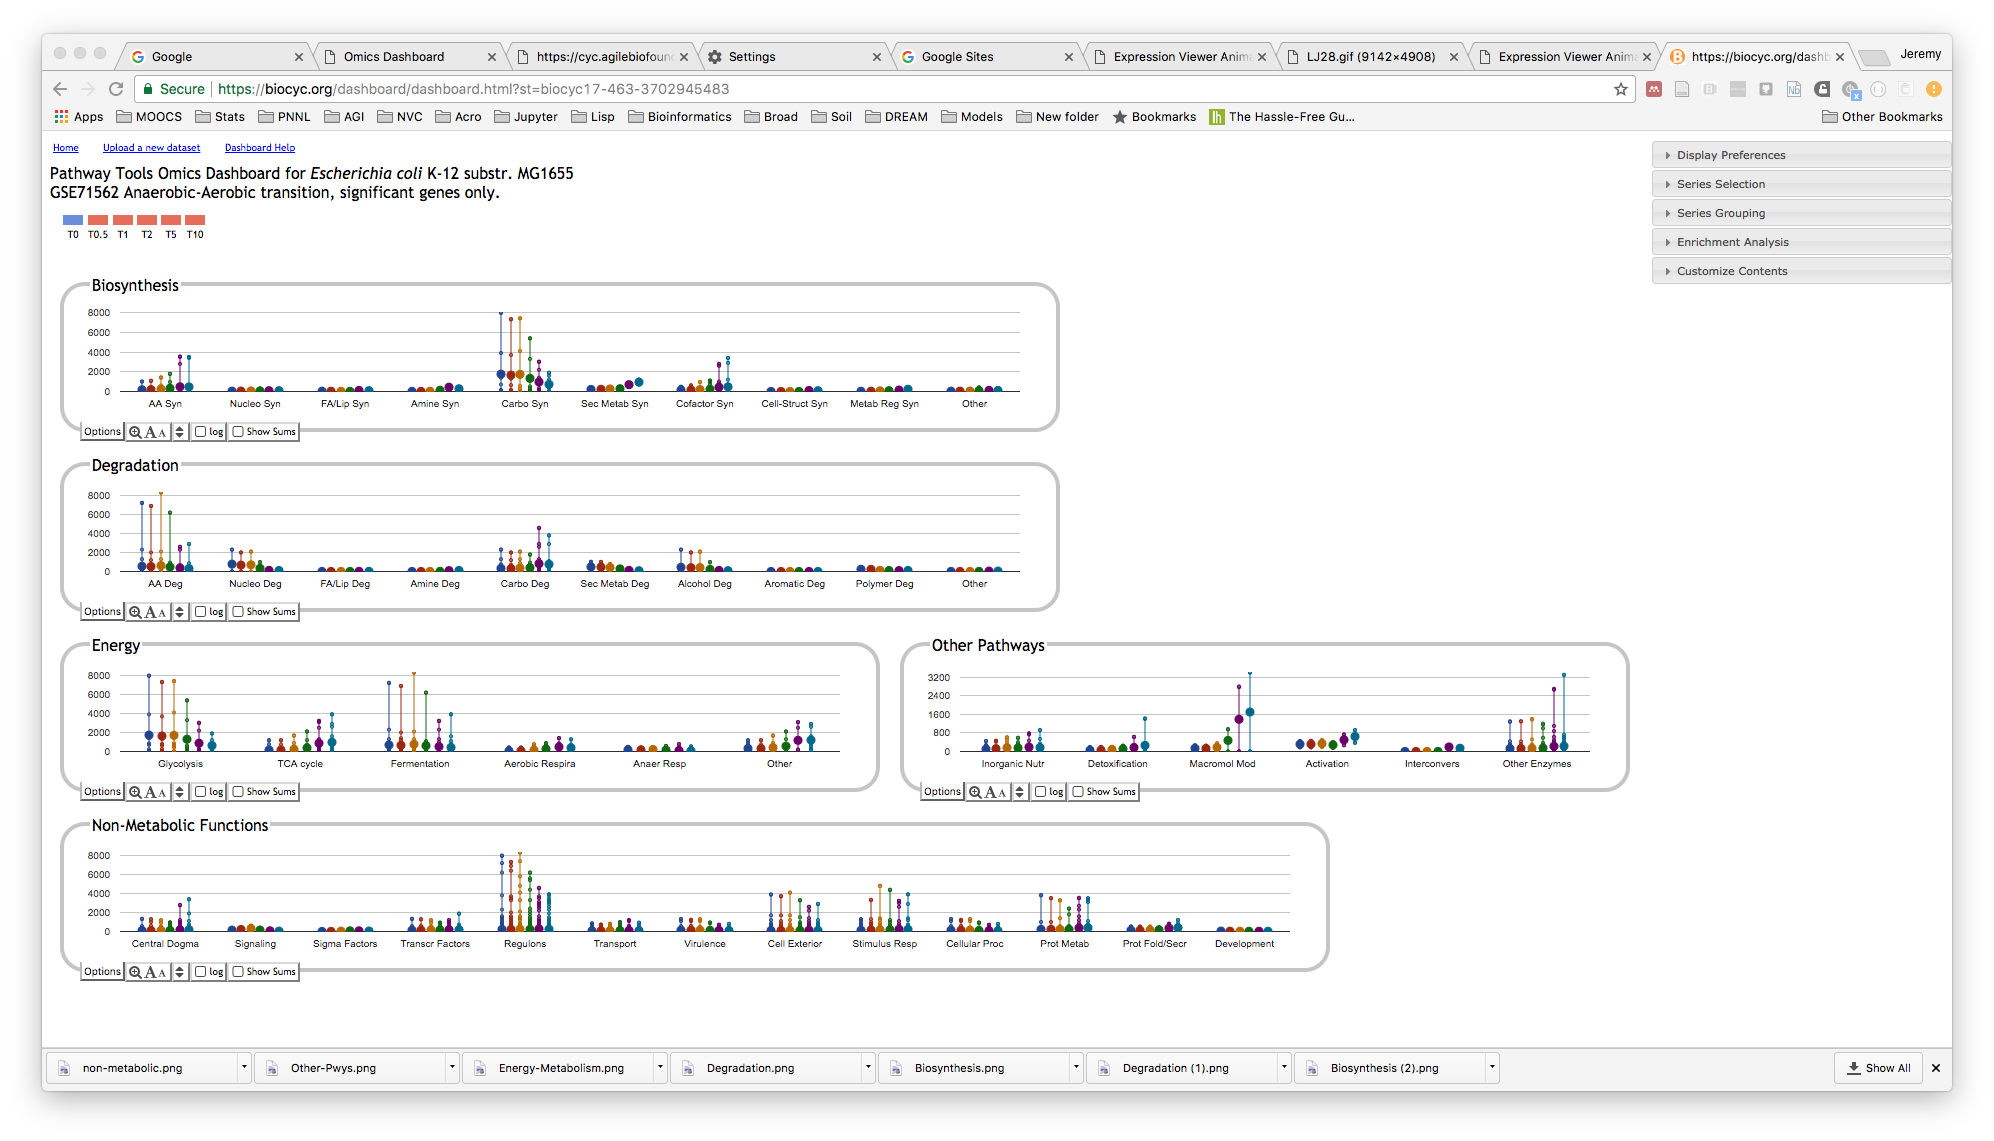 Google
Omics Dashboard
https://cyc.agilebiofoun
Settings
Google Sites
Expression Viewer Anim
LJ28.gif (9142×4908)
Expression Viewer Anim
https://biocyc.org/dashb
Jeremy
Secure | https://biocyc.org/dashboard/dashboard.html?st=biocyc17-463-3702945483
Apps MOOCS Stats PNNL AGI NVC Acro Jupyter Lisp Bioinformatics Broad Soil DREAM Models New folder Bookmarks The Hassle-Free Gu... Other Bookmarks
Home Upload a new dataset Dashboard Help
Pathway Tools Omics Dashboard for Escherichia coli K-12 substr. MG1655
GSE71562 Anaerobic-Aerobic transition, significant genes only.
T0 T0.5 T1 T2 T5 T10
Display Preferences
Series Selection
Series Grouping
Enrichment Analysis
Customize Contents
Biosynthesis
8000
6000
4000
2000
0
AA Syn Nucleo Syn FA/Lip Syn Amine Syn Carbo Syn Sec Metab Syn Cofactor Syn Cell-Struct Syn Metab Reg Syn Other
Options A A log Show Sums
Degradation
8000
6000
4000
2000
0
AA Deg Nucleo Deg FA/Lip Deg Amine Deg Carbo Deg Sec Metab Deg Alcohol Deg Aromatic Deg Polymer Deg Other
Options A A log Show Sums
Energy
8000
6000
4000
2000
0
Glycolysis TCA cycle Fermentation Aerobic Respira Anaer Resp Other
Options A A log Show Sums
Other Pathways
3200
2400
1600
800
0
Inorganic Nutr Detoxification Macromol Mod Activation Interconvers Other Enzymes
Options A A log Show Sums
Non-Metabolic Functions
8000
6000
4000
2000
0
Central Dogma Signaling Sigma Factors Transcr Factors Regulons Transport Virulence Cell Exterior Stimulus Resp Cellular Proc Prot Metab Prot Fold/Secr Development
Options A A log Show Sums
non-metabolic.png
Other-Pwys.png
Energy-Metabolism.png
Degradation.png
Biosynthesis.png
Degradation (1).png
Biosynthesis (2).png
Show All